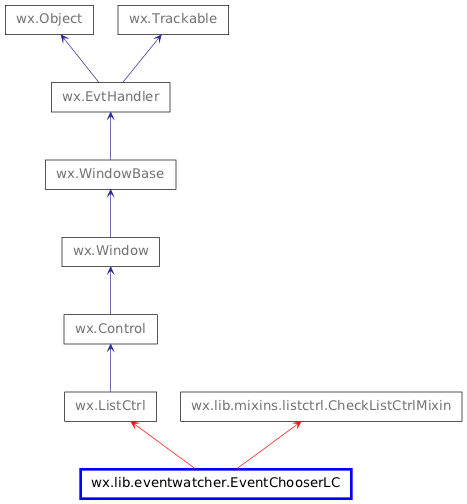 wx.Object
wx.Trackable
wx.EvtHandler
wx.WindowBase
wx.Window
wx.Control
wx.ListCtrl
wx.lib.mixins.listctrl.CheckListCtrlMixin
wx.lib.eventwatcher.EventChooserLC